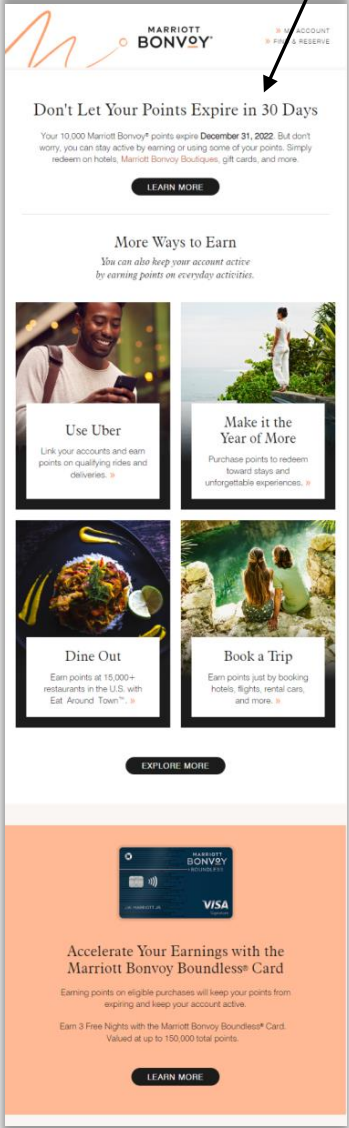 MARRIOTT
BONVOY®
» MY ACCOUNT
» FIND & RESERVE
Don't Let Your Points Expire in 30 Days
Your 10,000 Marriott Bonvoy® points expire December 31, 2022. But don't
worry, you can stay active by earning or using some of your points. Simply
redeem on hotels, Marriott Bonvoy Boutiques, gift cards, and more.
LEARN MORE
More Ways to Earn
You can also keep your account active
by earning points on everyday activities.
Use Uber
Link your accounts and earn
points on qualifying rides and
deliveries. »
Make it the
Year of More
Purchase points to redeem
toward stays and
unforgettable experiences. »
Dine Out
Earn points at 15,000+
restaurants in the U.S. with
Eat Around Town™. »
Book a Trip
Earn points just by booking
hotels, flights, rental cars,
and more. »
EXPLORE MORE
MARRIOTT
BONVOY
BOUNDLESS
J.W. MARRIOTT JR.
VISA
Signature
Accelerate Your Earnings with the
Marriott Bonvoy Boundless® Card
Earning points on eligible purchases will keep your points from
expiring and keep your account active.
Earn 3 Free Nights with the Marriott Bonvoy Boundless® Card.
Valued at up to 150,000 total points.
LEARN MORE